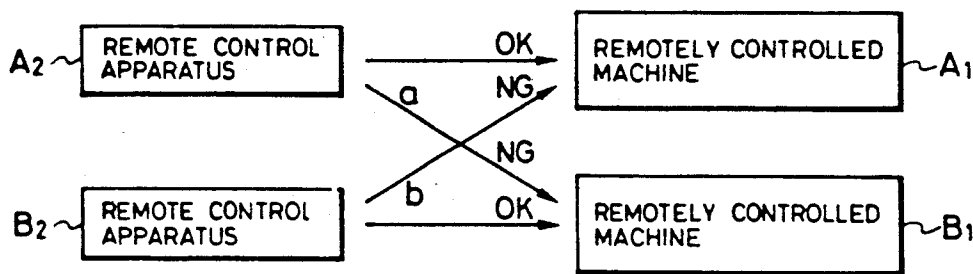 A2
REMOTE CONTROL
APPARATUS
OK
REMOTELY CONTROLLED
MACHINE
A1
a
NG
NG
B2
REMOTE CONTROL
APPARATUS
b
OK
REMOTELY CONTROLLED
MACHINE
B1